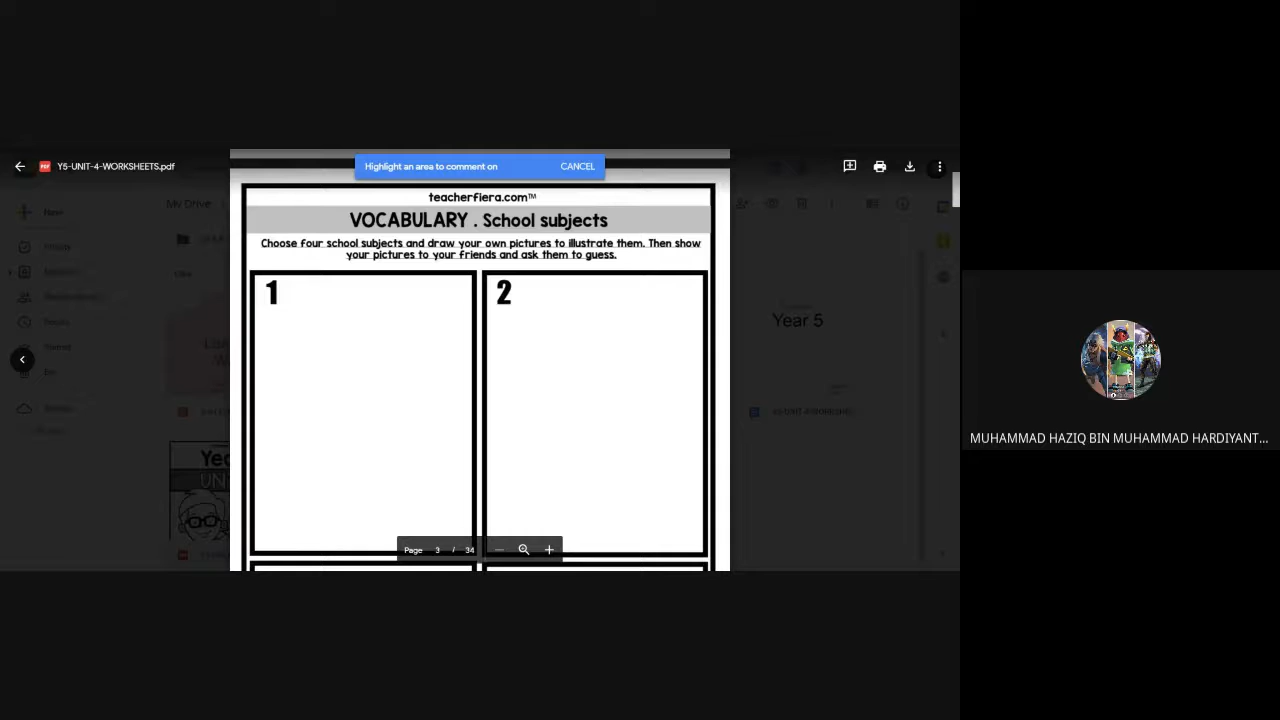 Y5-UNIT-4-WORKSHEETS.pdf
Highlight an area to comment on
CANCEL
teacherfiera.com™
VOCABULARY . School subjects
Choose four school subjects and draw your own pictures to illustrate them. Then show
your pictures to your friends and ask them to guess.
1
2
My Drive
New
Year 5
Page 3 / 34
MUHAMMAD HAZIQ BIN MUHAMMAD HARDIYANT...